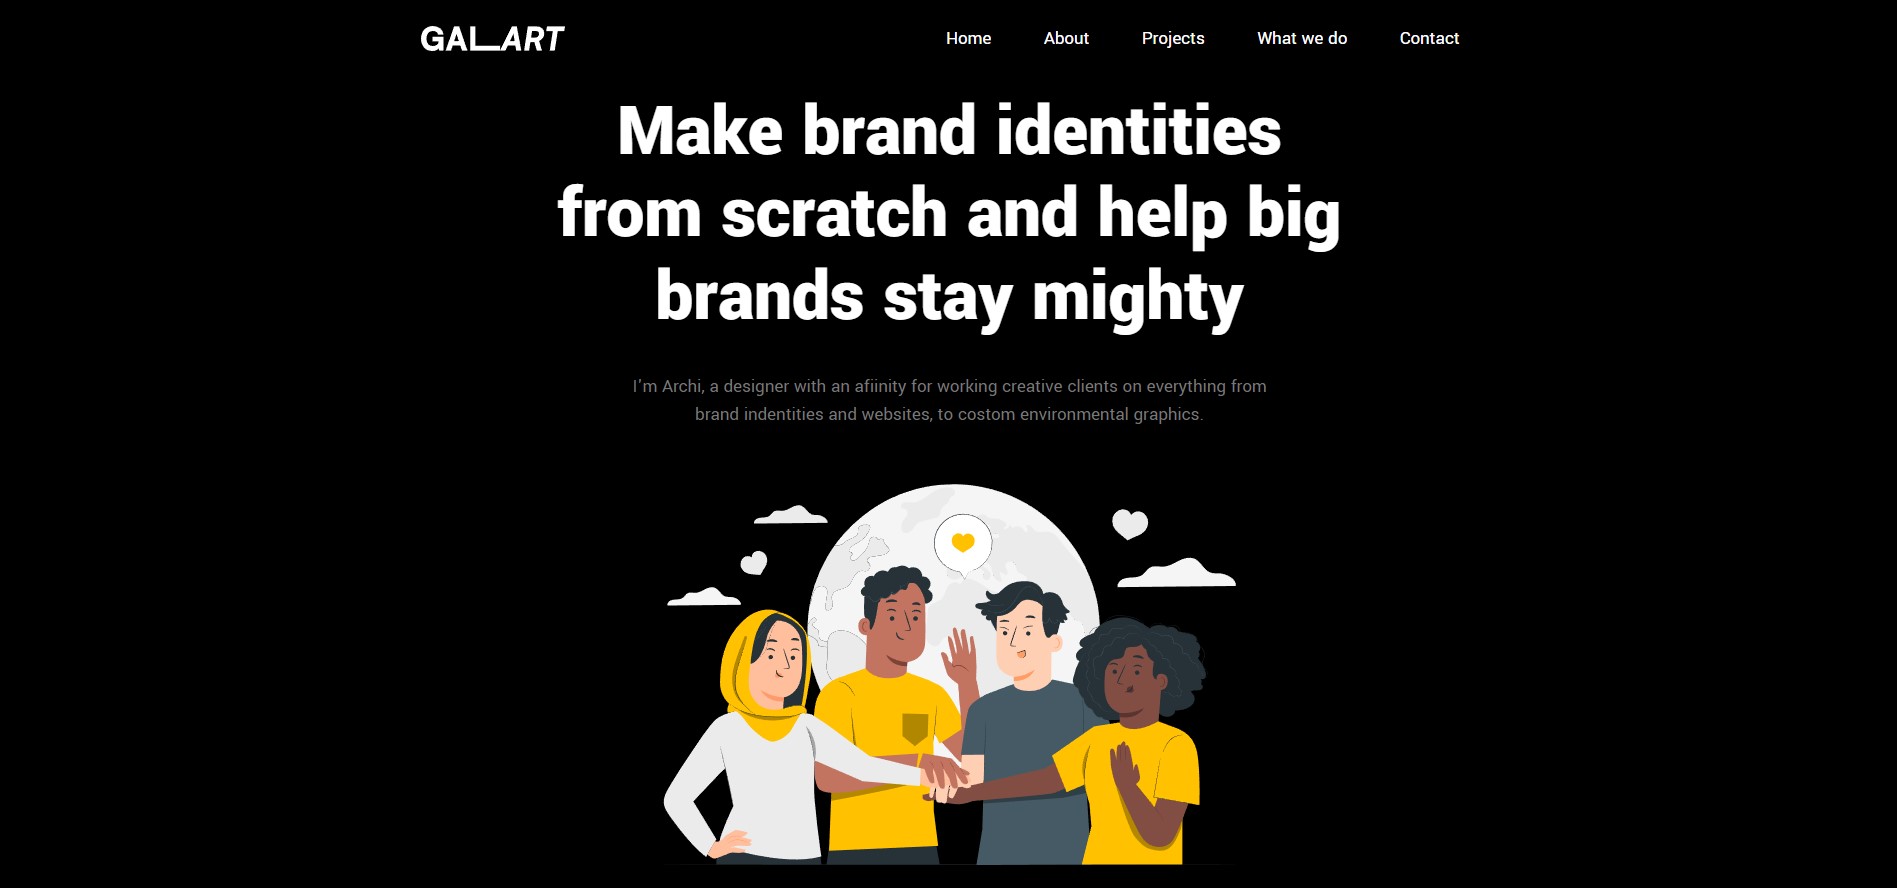 GAL_ART
Home
About
Projects
What we do
Contact
Make brand identities
from scratch and help big
brands stay mighty
I'm Archi, a designer with an afiinity for working creative clients on everything from
brand indentities and websites, to costom environmental graphics.